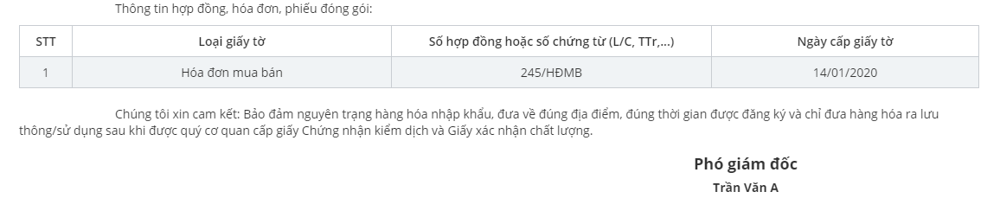 Thông tin hợp đồng, hóa đơn, phiếu đóng gói:
STT Loại giấy tờ Số hợp đồng hoặc số chứng từ (L/C, TTr,...) Ngày cấp giấy tờ
1 Hóa đơn mua bán 245/HĐMB 14/01/2020
Chúng tôi xin cam kết: Bảo đảm nguyên trạng hàng hóa nhập khẩu, đưa về đúng địa điểm, đúng thời gian được đăng ký và chỉ đưa hàng hóa ra lưu
thông/sử dụng sau khi được quý cơ quan cấp giấy Chứng nhận kiểm dịch và Giấy xác nhận chất lượng.
Phó giám đốc
Trần Văn A